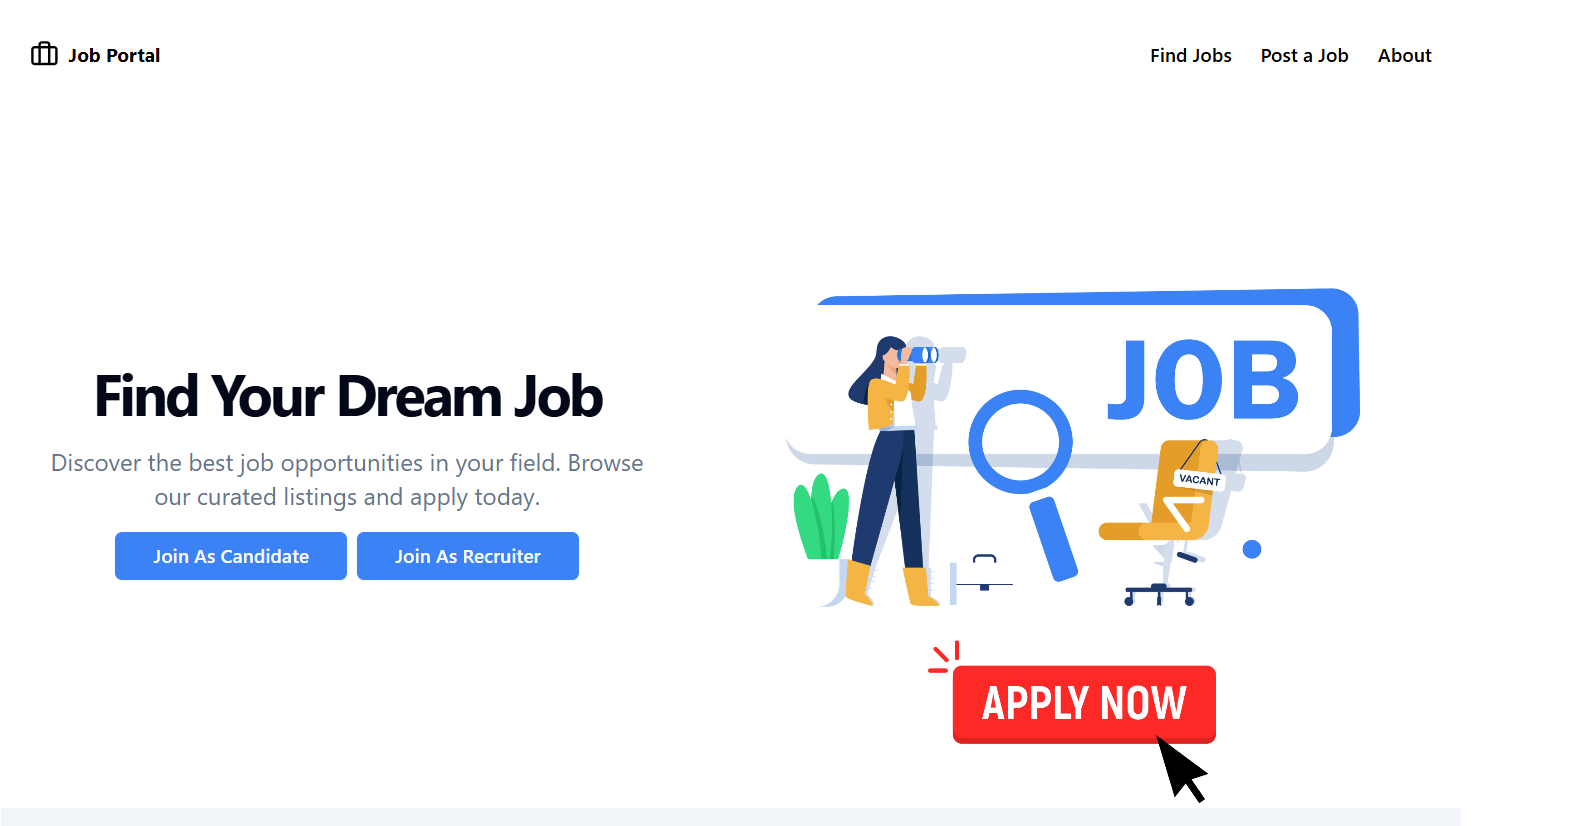 Job Portal
Find Jobs
Post a Job
About
Find Your Dream Job
Discover the best job opportunities in your field. Browse
our curated listings and apply today.
Join As Candidate
Join As Recruiter
JOB
VACANT
APPLY NOW